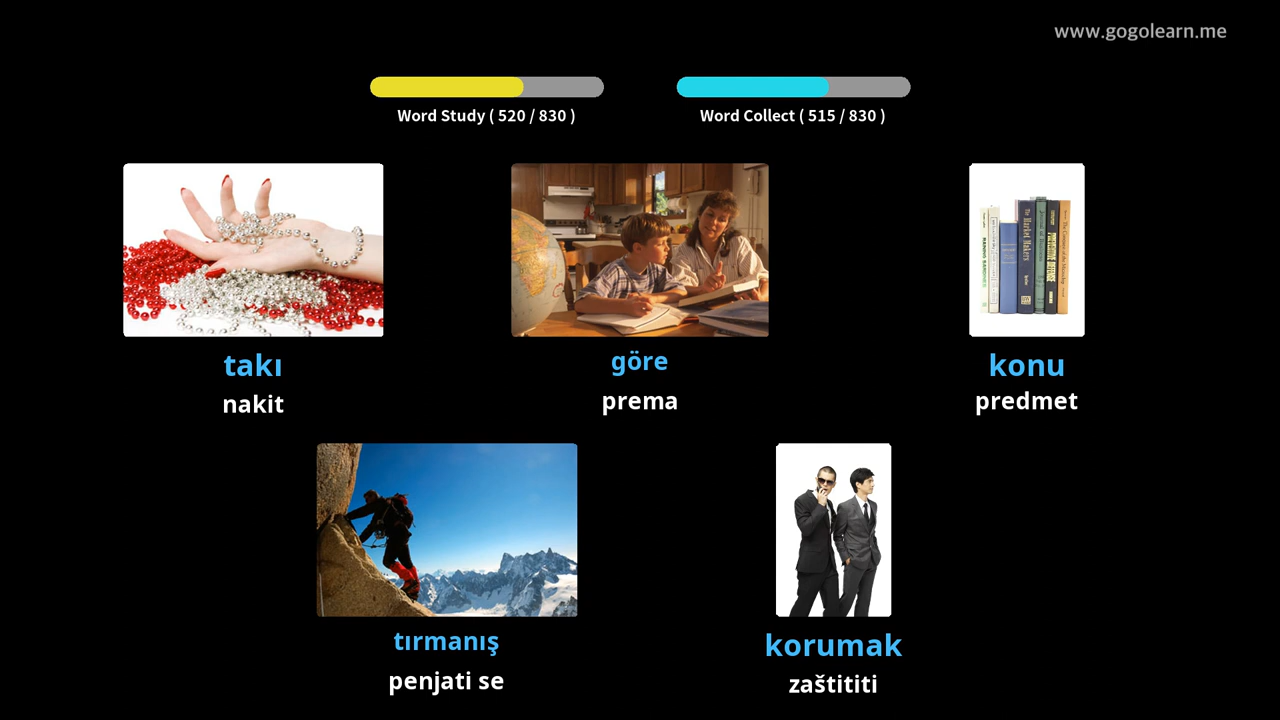 www.gogolearn.me
Word Study ( 520 / 830 )
Word Collect ( 515 / 830 )
takı
nakit
göre
prema
konu
predmet
tırmanış
penjati se
korumak
zaštititi